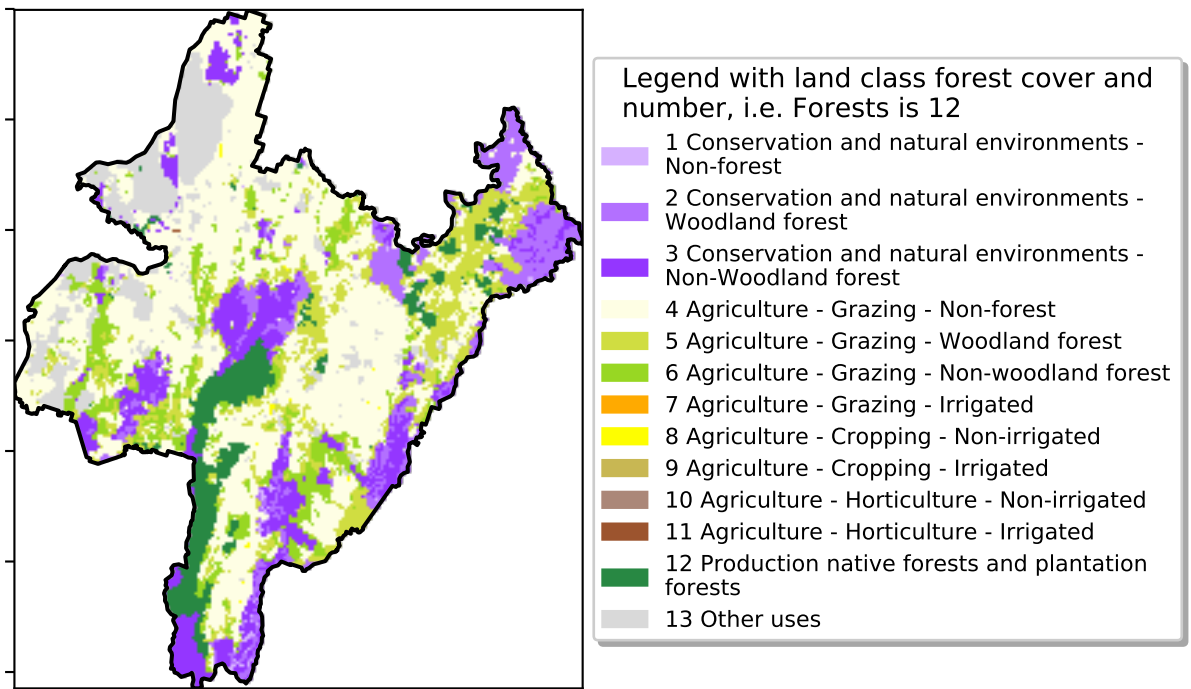 Legend with land class forest cover and
number, i.e. Forests is 12
1 Conservation and natural environments -
Non-forest
2 Conservation and natural environments -
Woodland forest
3 Conservation and natural environments -
Non-Woodland forest
4 Agriculture - Grazing - Non-forest
5 Agriculture - Grazing - Woodland forest
6 Agriculture - Grazing - Non-woodland forest
7 Agriculture - Grazing - Irrigated
8 Agriculture - Cropping - Non-irrigated
9 Agriculture - Cropping - Irrigated
10 Agriculture - Horticulture - Non-irrigated
11 Agriculture - Horticulture - Irrigated
12 Production native forests and plantation
forests
13 Other uses